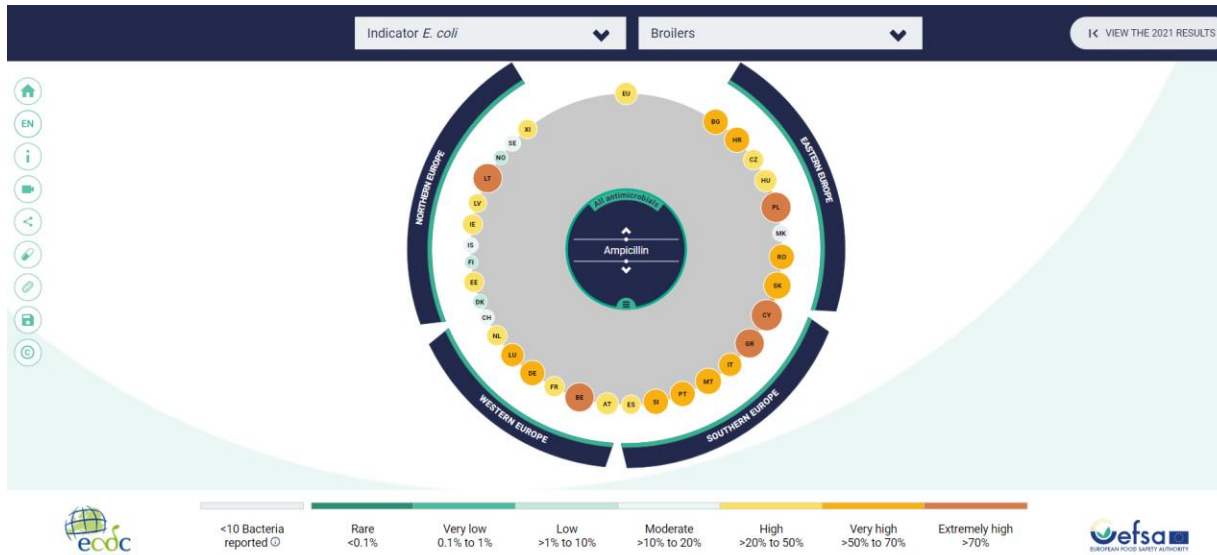 Indicator E. coli
Broilers
VIEW THE 2021 RESULTS
EN
i
C
NORTHERN EUROPE
EASTERN EUROPE
SOUTHERN EUROPE
WESTERN EUROPE
EU
BG
HR
CZ
HU
PL
MK
RO
SK
CY
GR
IT
MT
PT
SI
ES
AT
BE
FR
DE
LU
NL
CH
DK
EE
FI
IS
IE
LV
LT
NO
SE
XI
All antimicrobials
Ampicillin
ecdc
<10 Bacteria
reported
Rare
<0.1%
Very low
0.1% to 1%
Low
>1% to 10%
Moderate
>10% to 20%
High
>20% to 50%
Very high
>50% to 70%
Extremely high
>70%
efsa
EUROPEAN FOOD SAFETY AUTHORITY